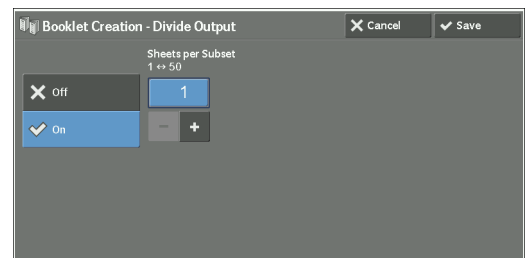 Booklet Creation - Divide Output
Cancel
Save
Sheets per Subset
1 ↔ 50
Off
1
On
− +